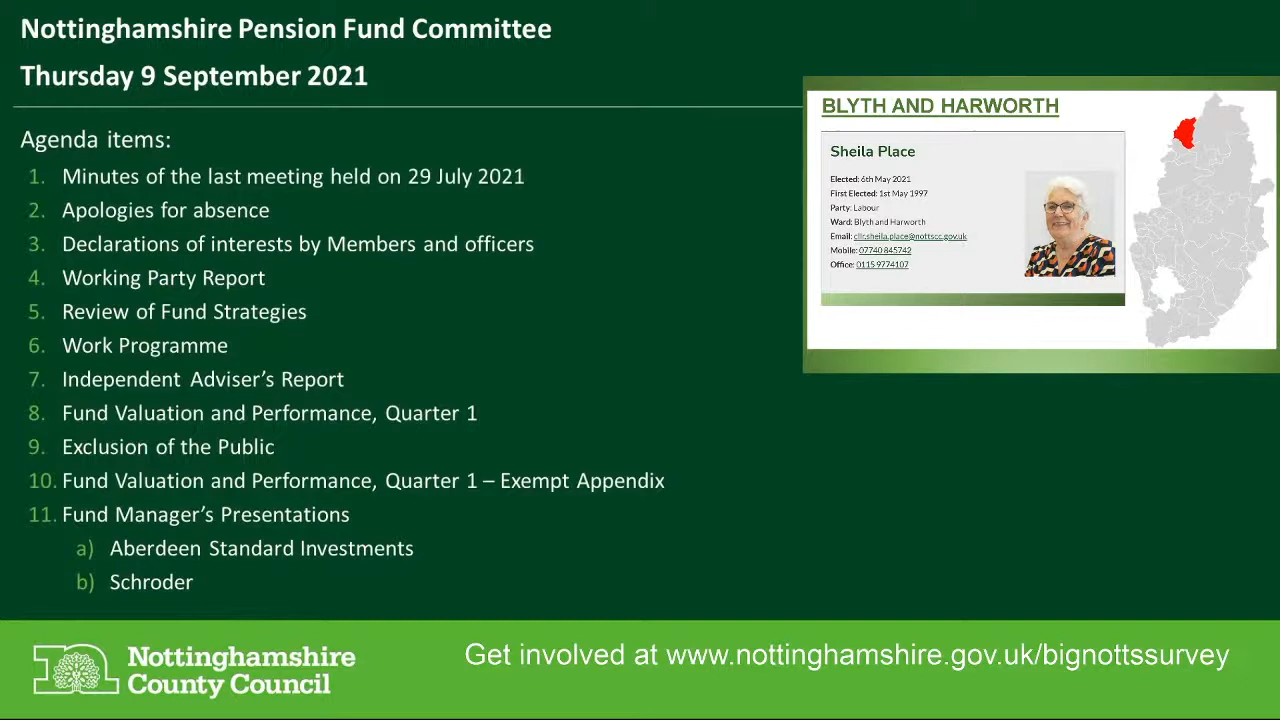 Nottinghamshire Pension Fund Committee
Thursday 9 September 2021
Agenda items:
1. Minutes of the last meeting held on 29 July 2021
2. Apologies for absence
3. Declarations of interests by Members and officers
4. Working Party Report
5. Review of Fund Strategies
6. Work Programme
7. Independent Adviser's Report
8. Fund Valuation and Performance, Quarter 1
9. Exclusion of the Public
10. Fund Valuation and Performance, Quarter 1 – Exempt Appendix
11. Fund Manager's Presentations
a) Aberdeen Standard Investments
b) Schroder
BLYTH AND HARWORTH
Sheila Place
Elected: 6th May 2021
First Elected: 1st May 1997
Party: Labour
Ward: Blyth and Harworth
Email: cllr.sheila.place@nottscc.gov.uk
Mobile: 07740 845742
Office: 0115 9774107
Nottinghamshire
County Council
Get involved at www.nottinghamshire.gov.uk/bignottssurvey